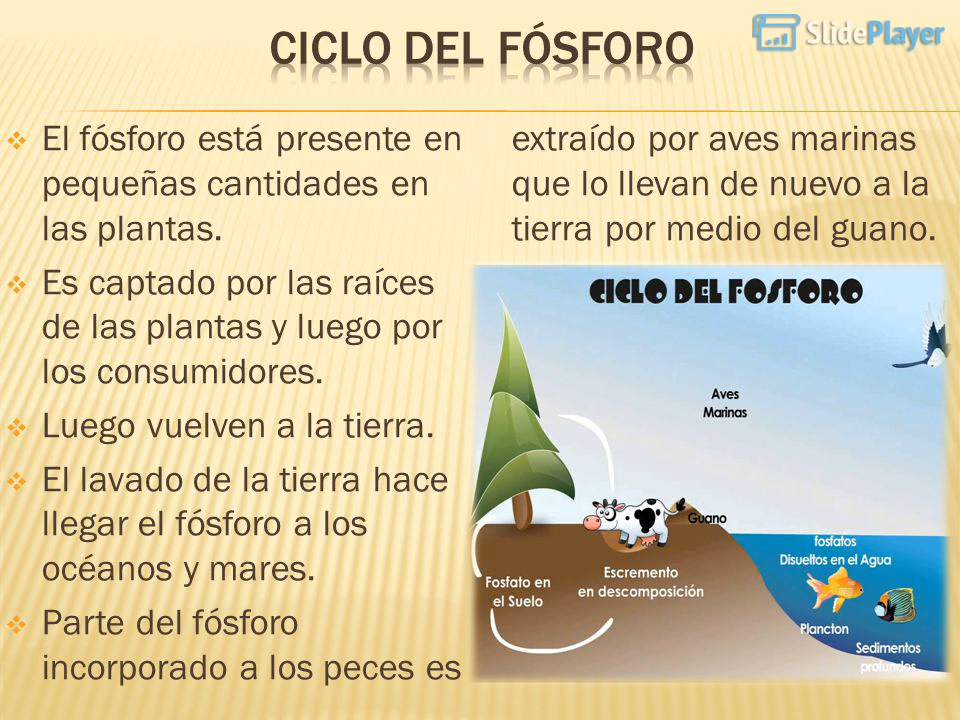 CICLO DEL FÓSFORO
SlidePlayer
El fósforo está presente en
pequeñas cantidades en
las plantas.
Es captado por las raíces
de las plantas y luego por
los consumidores.
Luego vuelven a la tierra.
El lavado de la tierra hace
llegar el fósforo a los
océanos y mares.
Parte del fósforo
incorporado a los peces es
extraído por aves marinas
que lo llevan de nuevo a la
tierra por medio del guano.
CICLO DEL FOSFORO
Aves
Marinas
Guano
fosfatos
Disueltos en el Agua
Fosfato en
el Suelo
Escremento
en descomposición
Plancton
Sedimentos
profundos